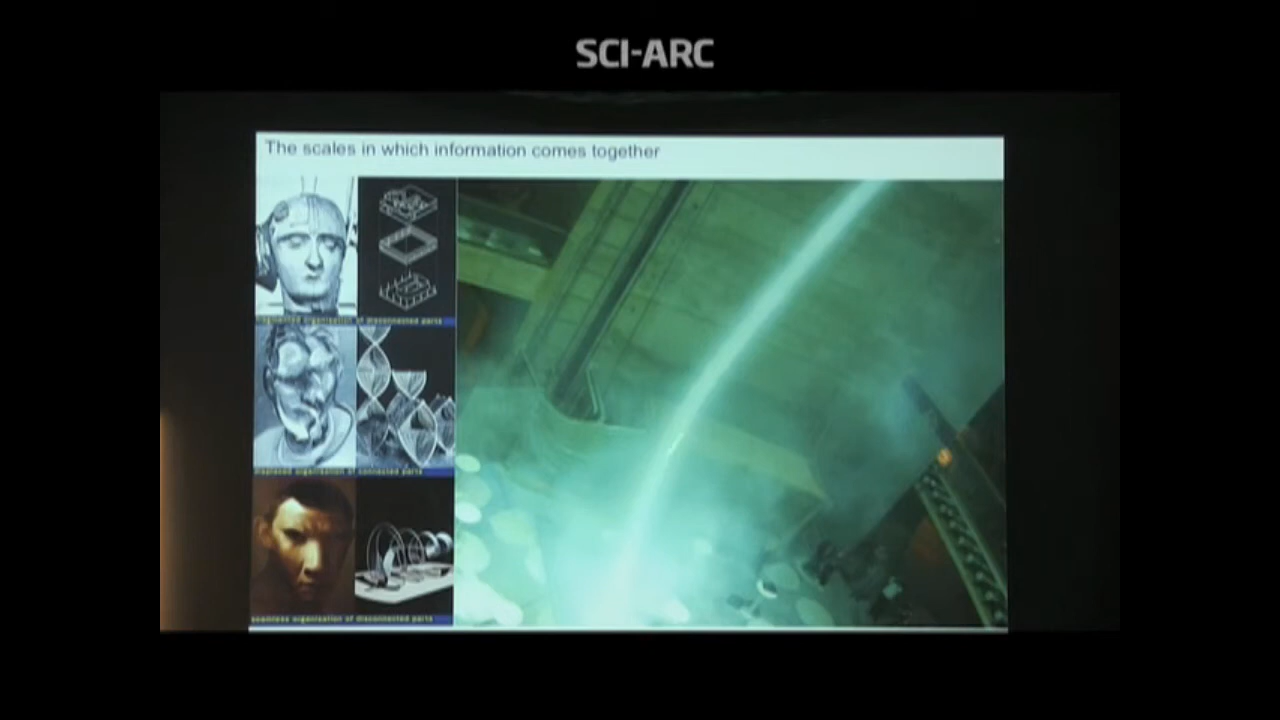 SCI-ARC
The scales in which information comes together
organisation of disconnected parts
displaced organisation of connected parts
seamless organisation of disconnected parts